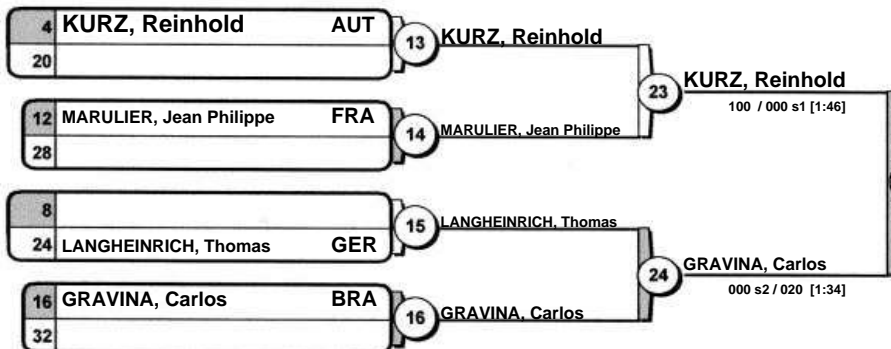 4 KURZ, Reinhold AUT
20
13 KURZ, Reinhold
12 MARULIER, Jean Philippe FRA
28
14 MARULIER, Jean Philippe
23 KURZ, Reinhold
100 / 000 s1 [1:46]
8
24 LANGHEINRICH, Thomas GER
15 LANGHEINRICH, Thomas
16 GRAVINA, Carlos BRA
32
16 GRAVINA, Carlos
24 GRAVINA, Carlos
000 s2 / 020 [1:34]